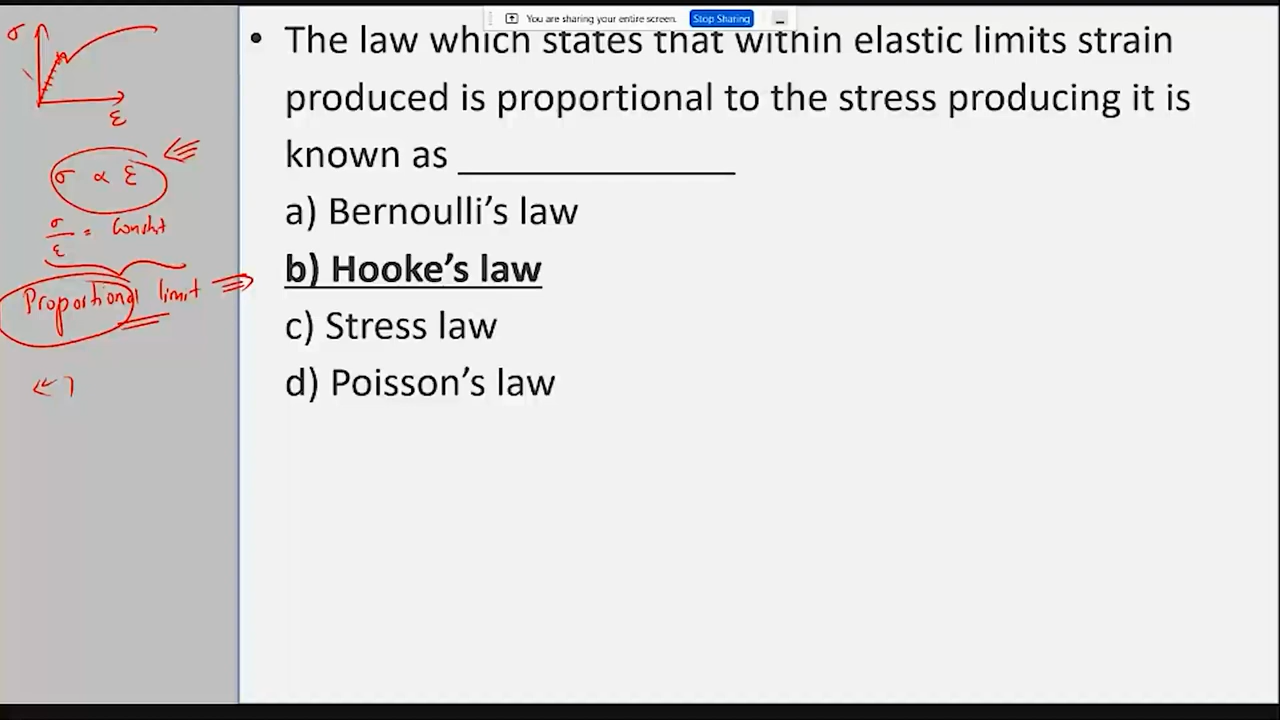 You are sharing your entire screen. Stop Sharing
• The law which states that within elastic limits strain
produced is proportional to the stress producing it is
known as ______________
a) Bernoulli's law
b) Hooke's law
c) Stress law
d) Poisson's law
σ
ε
σ ∝ ε
σ/ε = Constt
Proportional limit